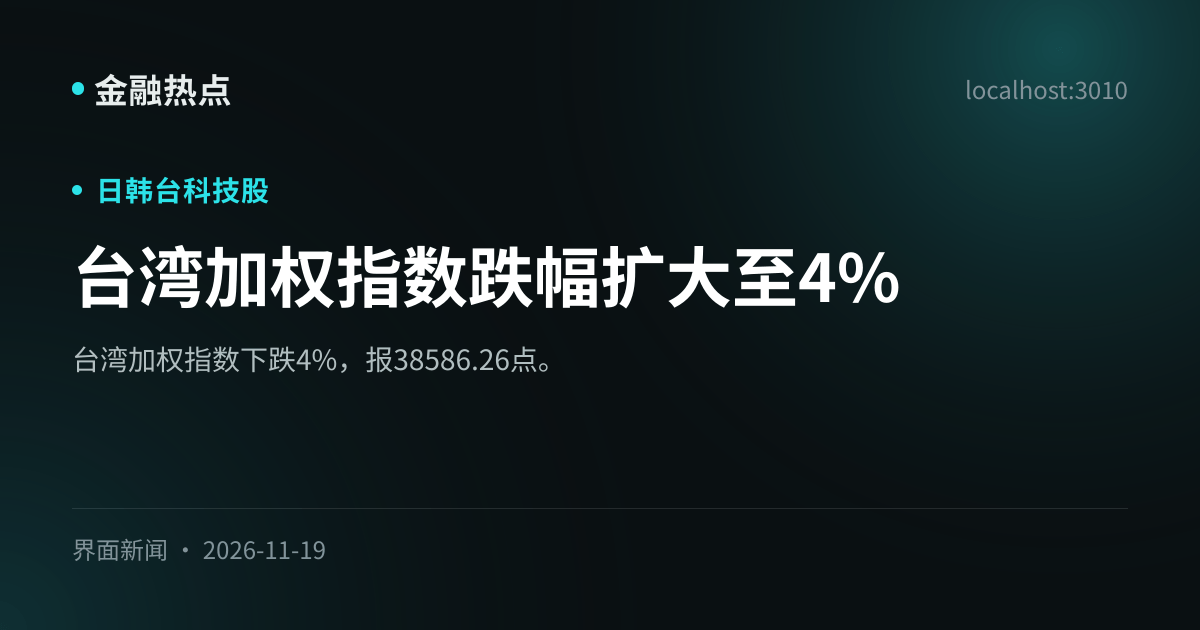 金融热点
localhost:3010
日韩台科技股
台湾加权指数跌幅扩大至4%
台湾加权指数下跌4%，报38586.26点。
界面新闻 • 2026-11-19